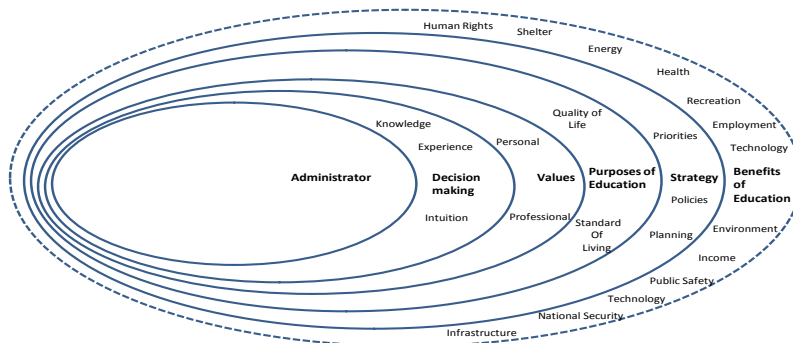 Human Rights
Shelter
Energy
Health
Recreation
Employment
Technology
Quality of
Life
Knowledge
Experience
Personal
Priorities
Administrator
Decision
making
Values
Purposes of
Education
Strategy
Benefits
of
Education
Intuition
Professional
Standard
Of
Living
Policies
Planning
Environment
Income
Public Safety
Technology
National Security
Infrastructure